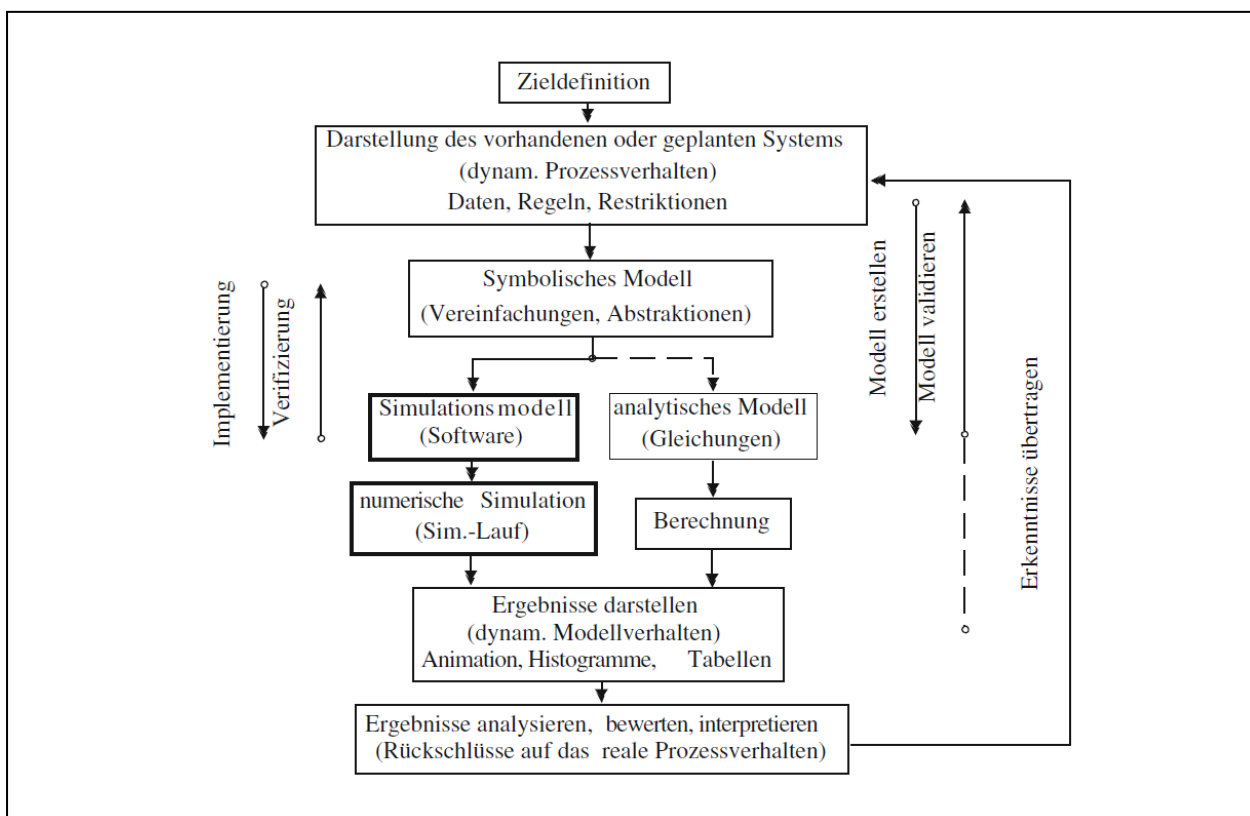 Zieldefinition
Darstellung des vorhandenen oder geplanten Systems
(dynam. Prozessverhalten)
Daten, Regeln, Restriktionen
Symbolisches Modell
(Vereinfachungen, Abstraktionen)
Implementierung
Verifizierung
Modell erstellen
Modell validieren
Erkenntnisse übertragen
Simulationsmodell
(Software)
analytisches Modell
(Gleichungen)
numerische Simulation
(Sim.-Lauf)
Berechnung
Ergebnisse darstellen
(dynam. Modellverhalten)
Animation, Histogramme, Tabellen
Ergebnisse analysieren, bewerten, interpretieren
(Rückschlüsse auf das reale Prozessverhalten)